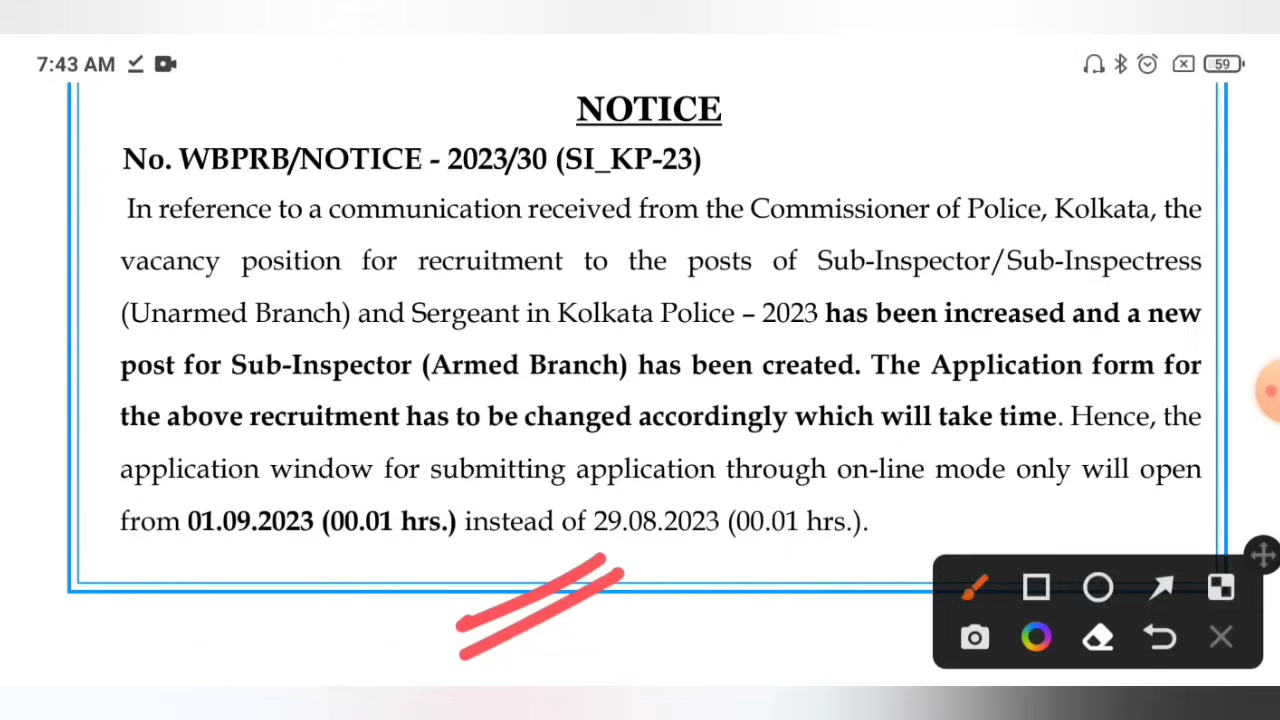 7:43 AM
59
NOTICE
No. WBPRB/NOTICE - 2023/30 (SI_KP-23)
In reference to a communication received from the Commissioner of Police, Kolkata, the
vacancy position for recruitment to the posts of Sub-Inspector/Sub-Inspectress
(Unarmed Branch) and Sergeant in Kolkata Police – 2023 has been increased and a new
post for Sub-Inspector (Armed Branch) has been created. The Application form for
the above recruitment has to be changed accordingly which will take time. Hence, the
application window for submitting application through on-line mode only will open
from 01.09.2023 (00.01 hrs.) instead of 29.08.2023 (00.01 hrs.).